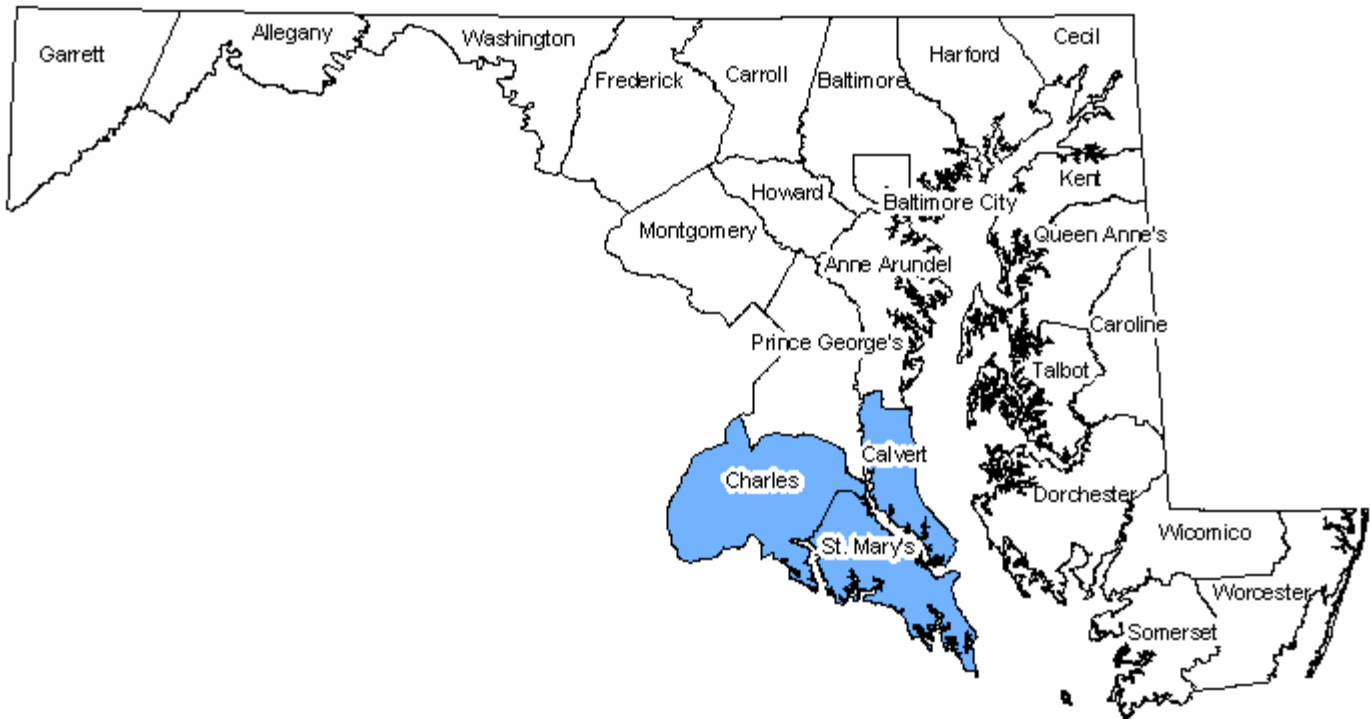 Garrett
Allegany
Washington
Frederick
Carroll
Baltimore
Harford
Cecil
Kent
Howard
Baltimore City
Montgomery
Queen Anne's
Anne Arundel
Caroline
Prince George's
Talbot
Calvert
Charles
Dorchester
Wicomico
St. Mary's
Worcester
Somerset